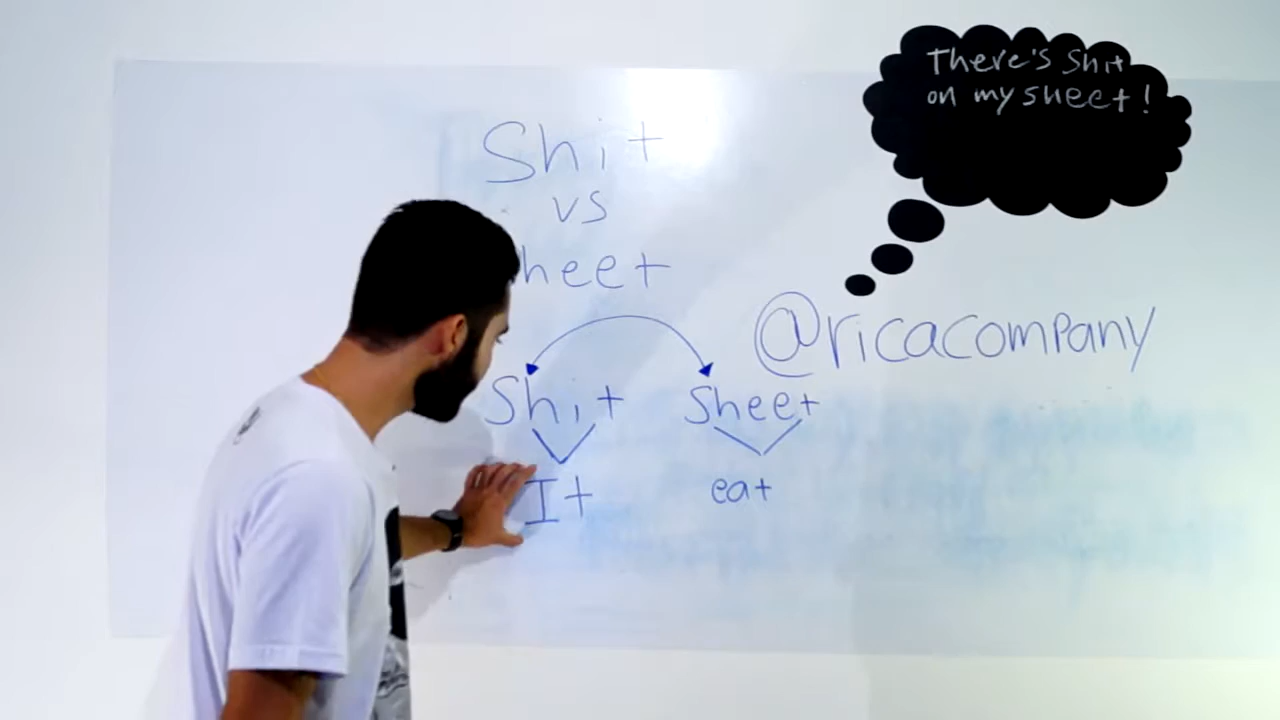 There's Shit
on my sheet!
Shit
vs
heet
@ricacompany
Shit Sheet
It eat